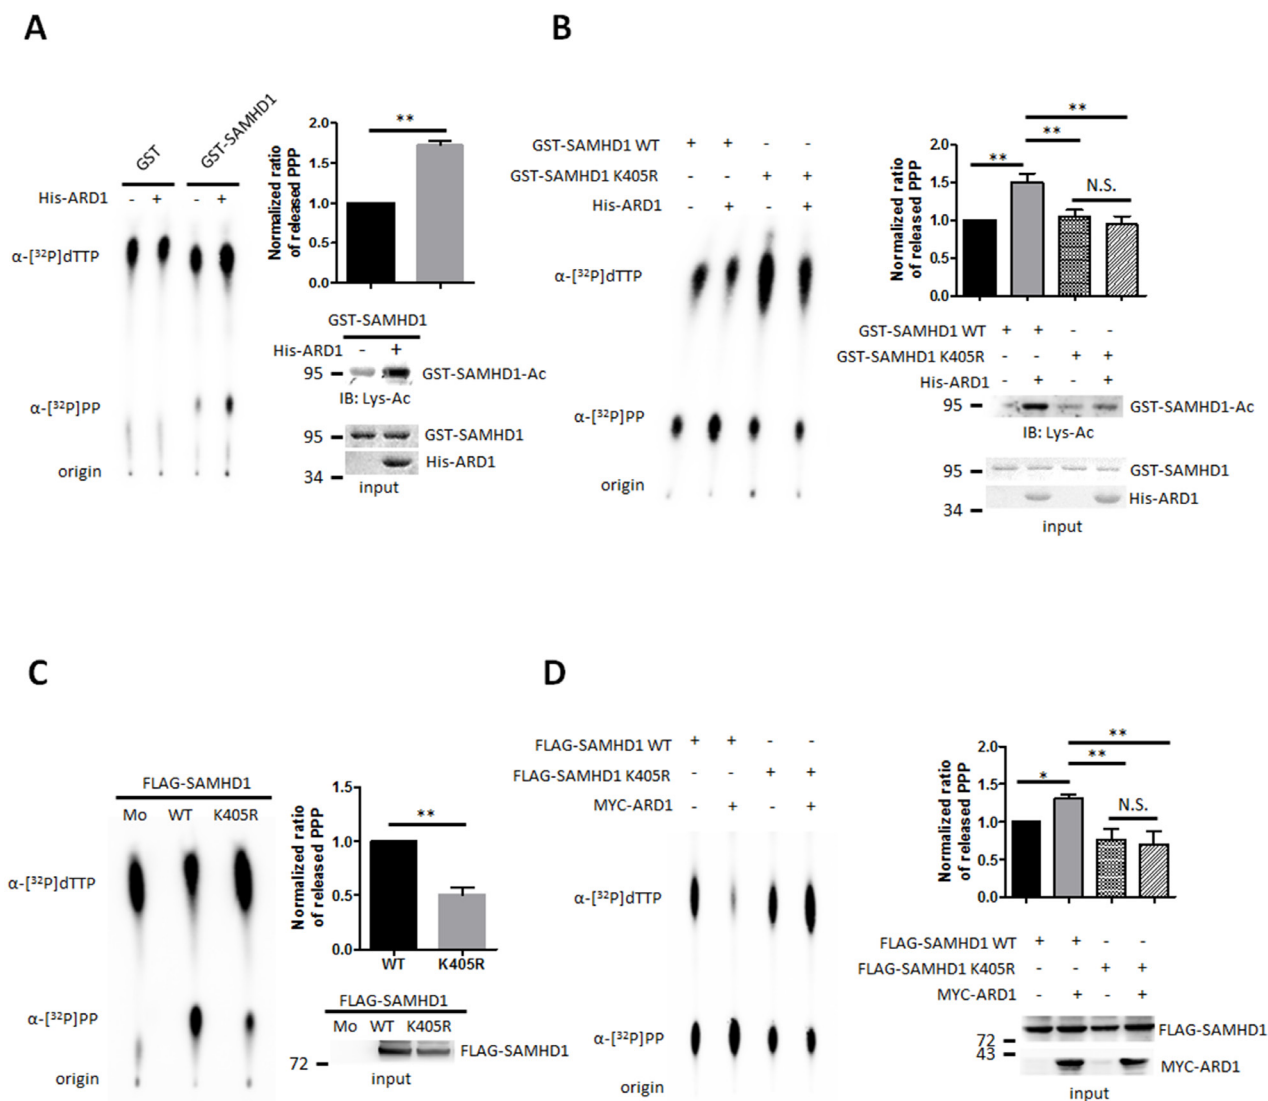 A
GST
GST-SAMHD1
His-ARD1 - + - +
α-[³²P]dTTP
α-[³²P]PP
origin
Normalized ratio
of released PPP
2.0
1.5
1.0
0.5
0.0
**
GST-SAMHD1
His-ARD1 - +
95
GST-SAMHD1-Ac
IB: Lys-Ac
95
GST-SAMHD1
His-ARD1
34
input
B
GST-SAMHD1 WT + + - -
GST-SAMHD1 K405R - - + +
His-ARD1 - + - +
α-[³²P]dTTP
α-[³²P]PP
origin
Normalized ratio
of released PPP
2.0
1.5
1.0
0.5
0.0
**
**
**
N.S.
GST-SAMHD1 WT + + - -
GST-SAMHD1 K405R - - + +
His-ARD1 - + - +
95
GST-SAMHD1-Ac
IB: Lys-Ac
95
GST-SAMHD1
His-ARD1
34
input
C
FLAG-SAMHD1
Mo WT K405R
α-[³²P]dTTP
α-[³²P]PP
origin
Normalized ratio
of released PPP
1.5
1.0
0.5
0.0
**
WT K405R
FLAG-SAMHD1
Mo WT K405R
FLAG-SAMHD1
72
input
D
FLAG-SAMHD1 WT + + - -
FLAG-SAMHD1 K405R - - + +
MYC-ARD1 - + - +
α-[³²P]dTTP
α-[³²P]PP
origin
Normalized ratio
of released PPP
2.0
1.5
1.0
0.5
0.0
**
**
*
N.S.
FLAG-SAMHD1 WT + + - -
FLAG-SAMHD1 K405R - - + +
MYC-ARD1 - + - +
FLAG-SAMHD1
72
43
MYC-ARD1
input